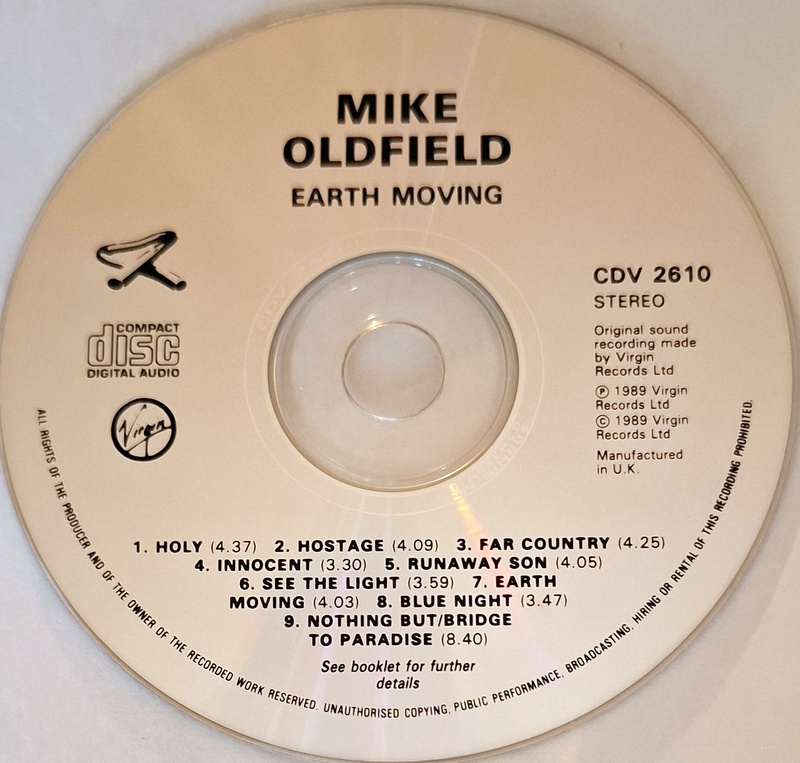 MIKE
OLDFIELD
EARTH MOVING
CDV 2610
STEREO
Original sound
recording made
by Virgin
Records Ltd
Ⓟ 1989 Virgin
Records Ltd
© 1989 Virgin
Records Ltd
Manufactured
in U.K.
COMPACT
disc
DIGITAL AUDIO
Virgin
1. HOLY (4.37) 2. HOSTAGE (4.09) 3. FAR COUNTRY (4.25)
4. INNOCENT (3.30) 5. RUNAWAY SON (4.05)
6. SEE THE LIGHT (3.59) 7. EARTH
MOVING (4.03) 8. BLUE NIGHT (3.47)
9. NOTHING BUT/BRIDGE
TO PARADISE (8.40)
See booklet for further
details
ALL RIGHTS OF THE PRODUCER AND OF THE OWNER OF THE RECORDED WORK RESERVED. UNAUTHORISED COPYING, PUBLIC PERFORMANCE, BROADCASTING, HIRING OR RENTAL OF THIS RECORDING PROHIBITED.